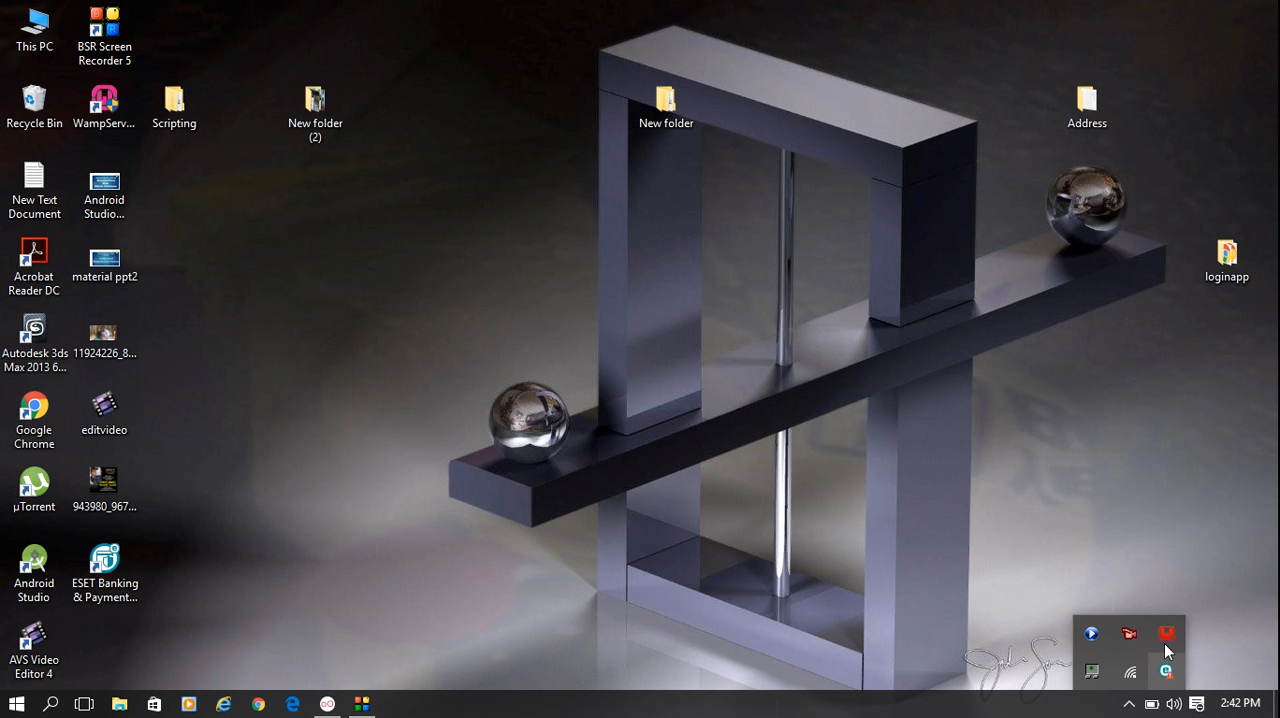 This PC
BSR Screen
Recorder 5
Recycle Bin
WampServ...
Scripting
New folder
(2)
New folder
Address
New Text
Document
Android
Studio...
Acrobat
Reader DC
material ppt2
loginapp
Autodesk 3ds
Max 2013 6...
11924226_8...
Google
Chrome
editvideo
µTorrent
943980_967...
Android
Studio
ESET Banking
& Payment...
AVS Video
Editor 4
2:42 PM